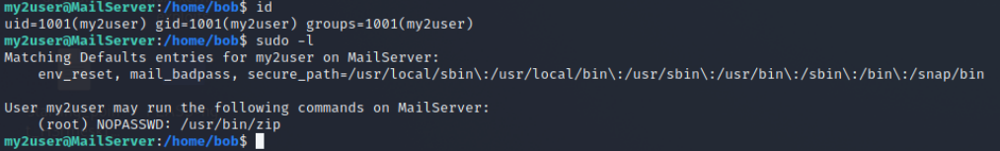 my2user@MailServer:/home/bob$ id
uid=1001(my2user) gid=1001(my2user) groups=1001(my2user)
my2user@MailServer:/home/bob$ sudo -l
Matching Defaults entries for my2user on MailServer:
    env_reset, mail_badpass, secure_path=/usr/local/sbin\:/usr/local/bin\:/usr/sbin\:/usr/bin\:/sbin\:/bin\:/snap/bin

User my2user may run the following commands on MailServer:
    (root) NOPASSWD: /usr/bin/zip
my2user@MailServer:/home/bob$